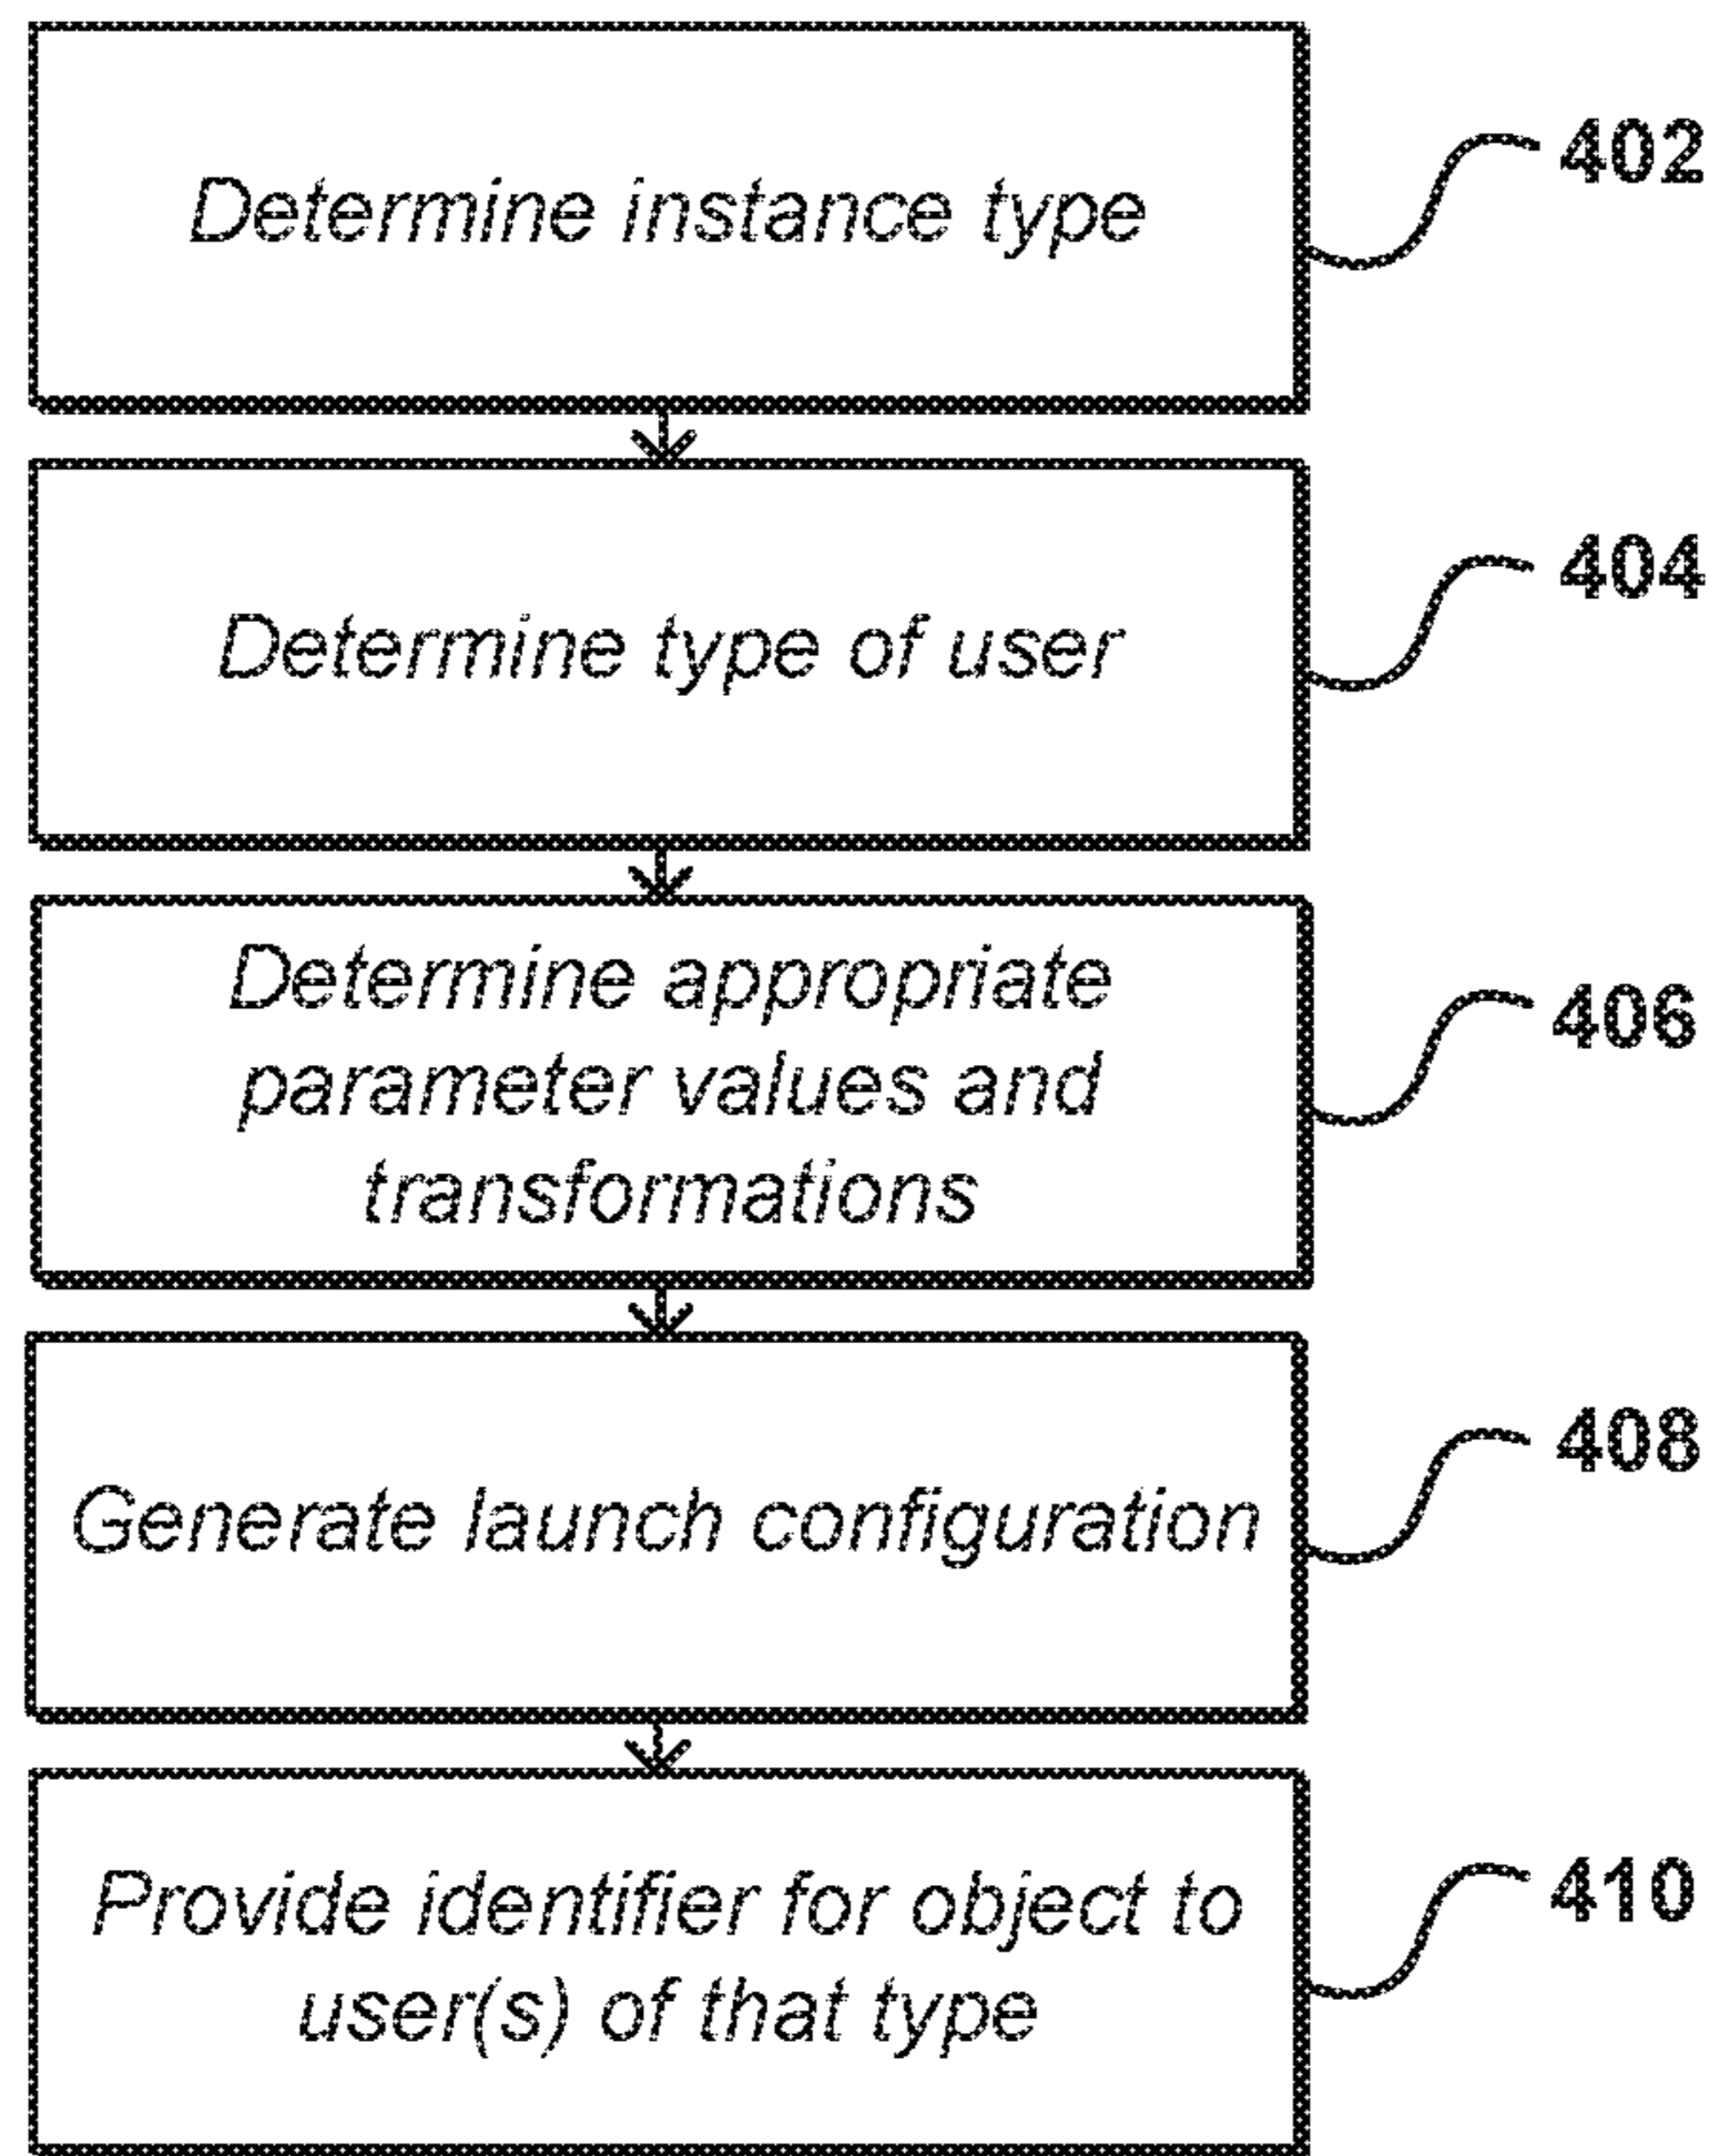 Determine instance type
402
Determine type of user
404
Determine appropriate
parameter values and
transformations
406
Generate launch configuration
408
Provide identifier for object to
user(s) of that type
410